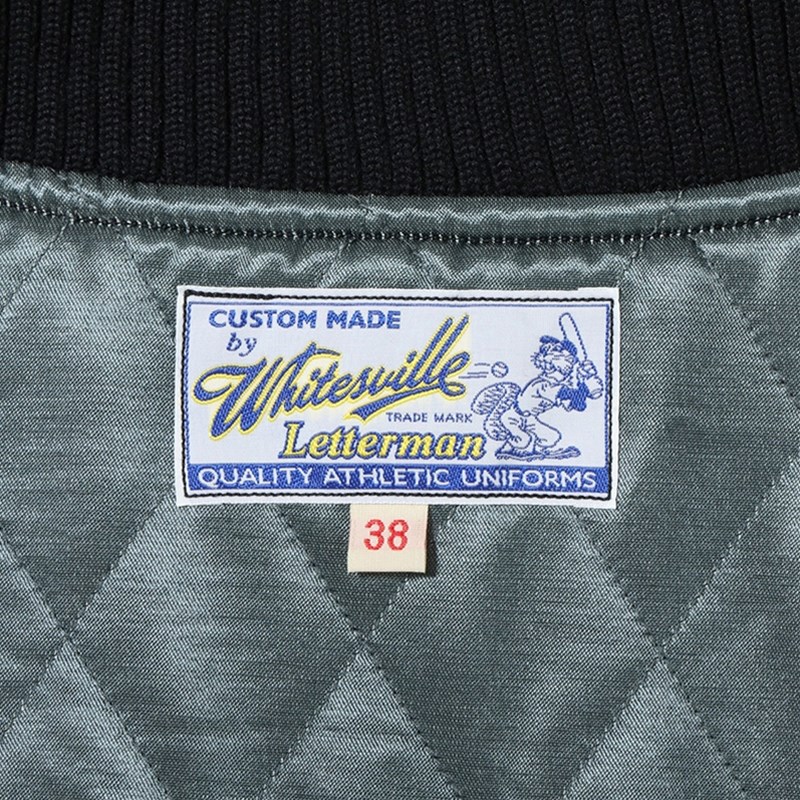 CUSTOM MADE
by
Whitesville
TRADE MARK
Letterman
QUALITY ATHLETIC UNIFORMS
38